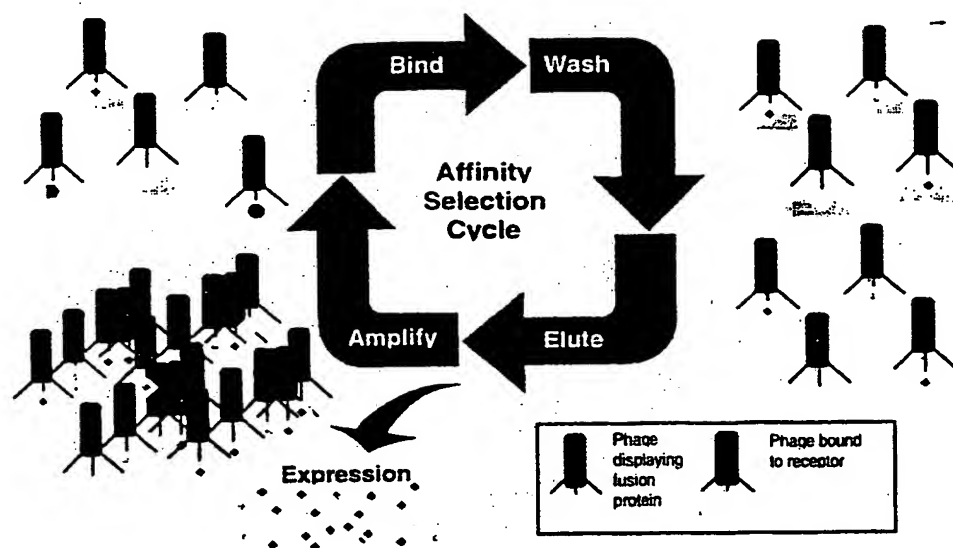 Bind
Wash
Affinity
Selection
Cycle
Amplify
Elute
Expression
Phage
displaying
fusion
protein
Phage bound
to receptor